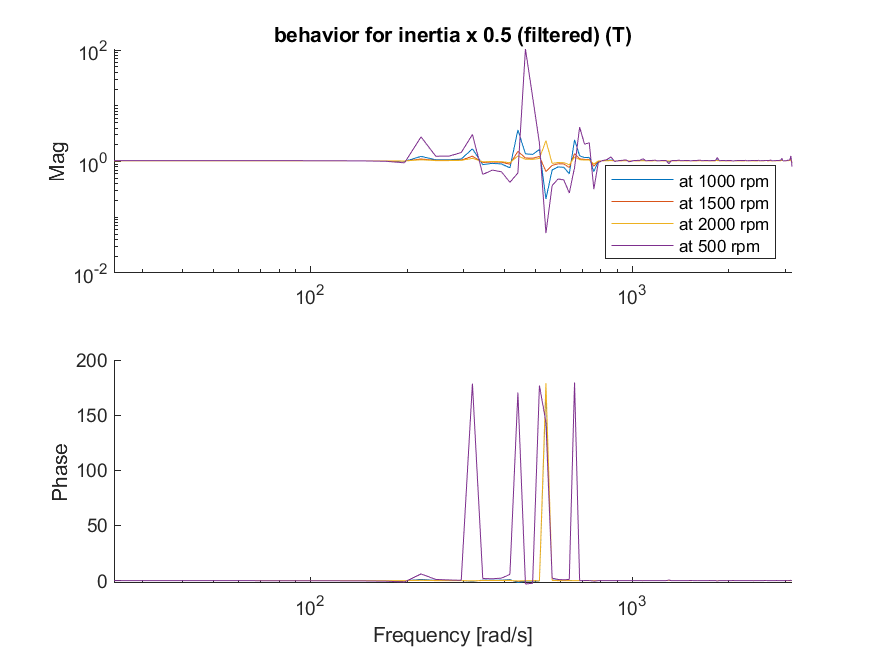 behavior for inertia x 0.5 (filtered) (T)
10^2
10^0
10^-2
Mag
at 1000 rpm
at 1500 rpm
at 2000 rpm
at 500 rpm
10^2
10^3
200
150
100
50
0
Phase
10^2
10^3
Frequency [rad/s]